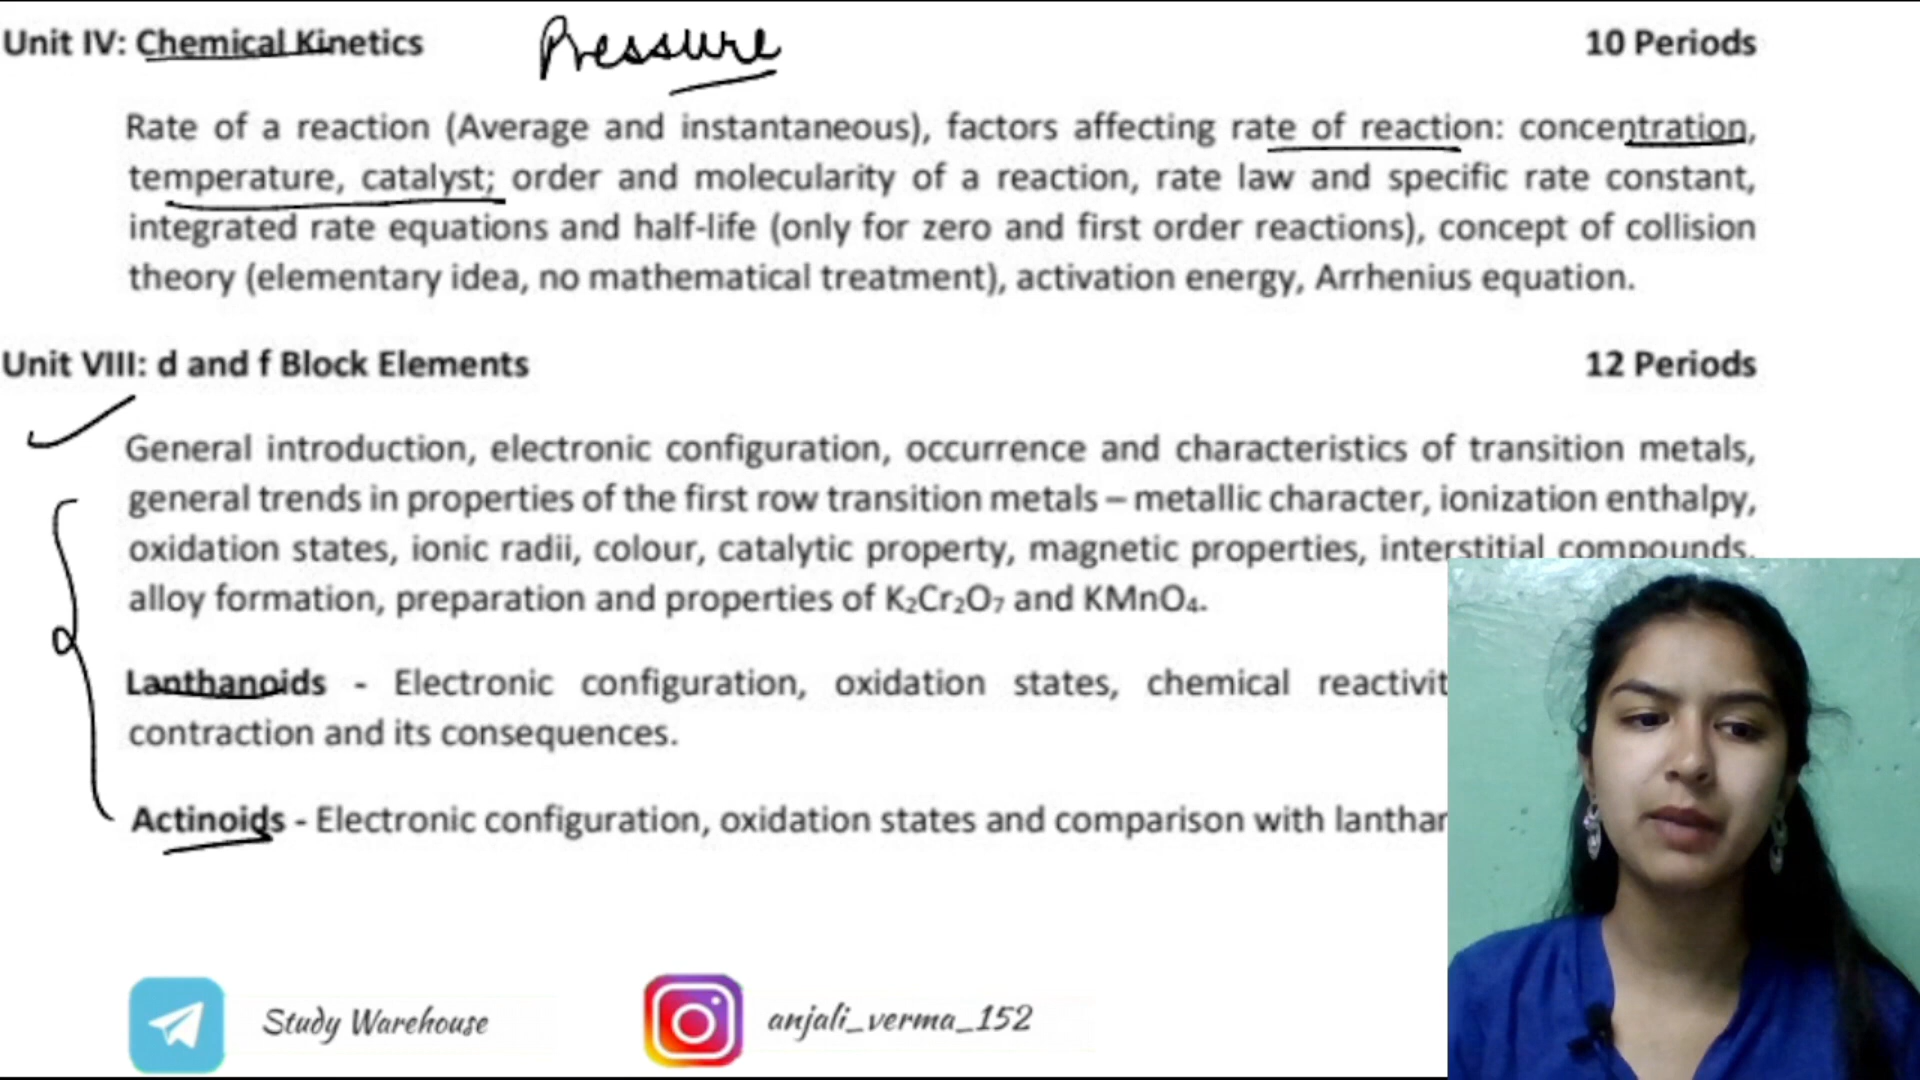 Unit IV: Chemical Kinetics Pressure 10 Periods
Rate of a reaction (Average and instantaneous), factors affecting rate of reaction: concentration,
temperature, catalyst; order and molecularity of a reaction, rate law and specific rate constant,
integrated rate equations and half-life (only for zero and first order reactions), concept of collision
theory (elementary idea, no mathematical treatment), activation energy, Arrhenius equation.
Unit VIII: d and f Block Elements 12 Periods
General introduction, electronic configuration, occurrence and characteristics of transition metals,
general trends in properties of the first row transition metals – metallic character, ionization enthalpy,
oxidation states, ionic radii, colour, catalytic property, magnetic properties, interstitial compounds,
alloy formation, preparation and properties of K₂Cr₂O₇ and KMnO₄.
Lanthanoids - Electronic configuration, oxidation states, chemical
contraction and its consequences.
Actinoids - Electronic configuration, oxidation states and comparison with
Study Warehouse
anjali_verma_152